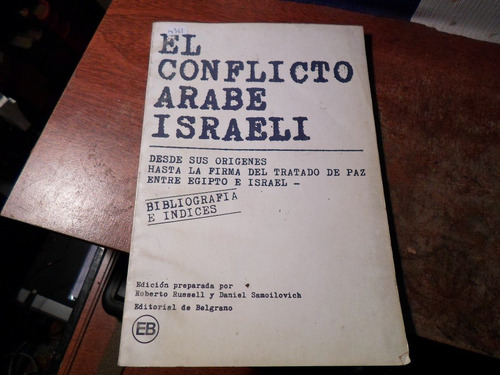 EL
CONFLICTO
ARABE
ISRAELI
DESDE SUS ORIGENES
HASTA LA FIRMA DEL TRATADO DE PAZ
ENTRE EGIPTO E ISRAEL —
BIBLIOGRAFIA
E INDICES
Edición preparada por
Roberto Russell y Daniel Samoilovich
Editorial de Belgrano
EB